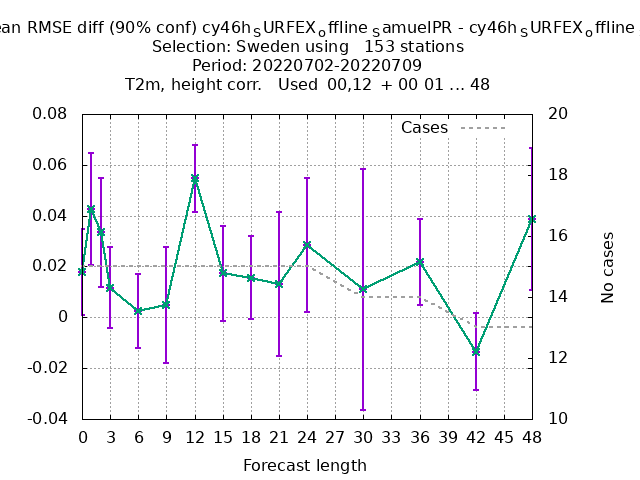 ean RMSE diff (90% conf) cy46h_SURFEX_offline_SamuelPR - cy46h_SURFEX_offline
Selection: Sweden using 153 stations
Period: 20220702-20220709
T2m, height corr. Used 00,12 + 00 01 ... 48
Cases
0.08
0.06
0.04
0.02
0
-0.02
-0.04
20
18
16
14
12
10
No cases
0 3 6 9 12 15 18 21 24 27 30 33 36 39 42 45 48
Forecast length